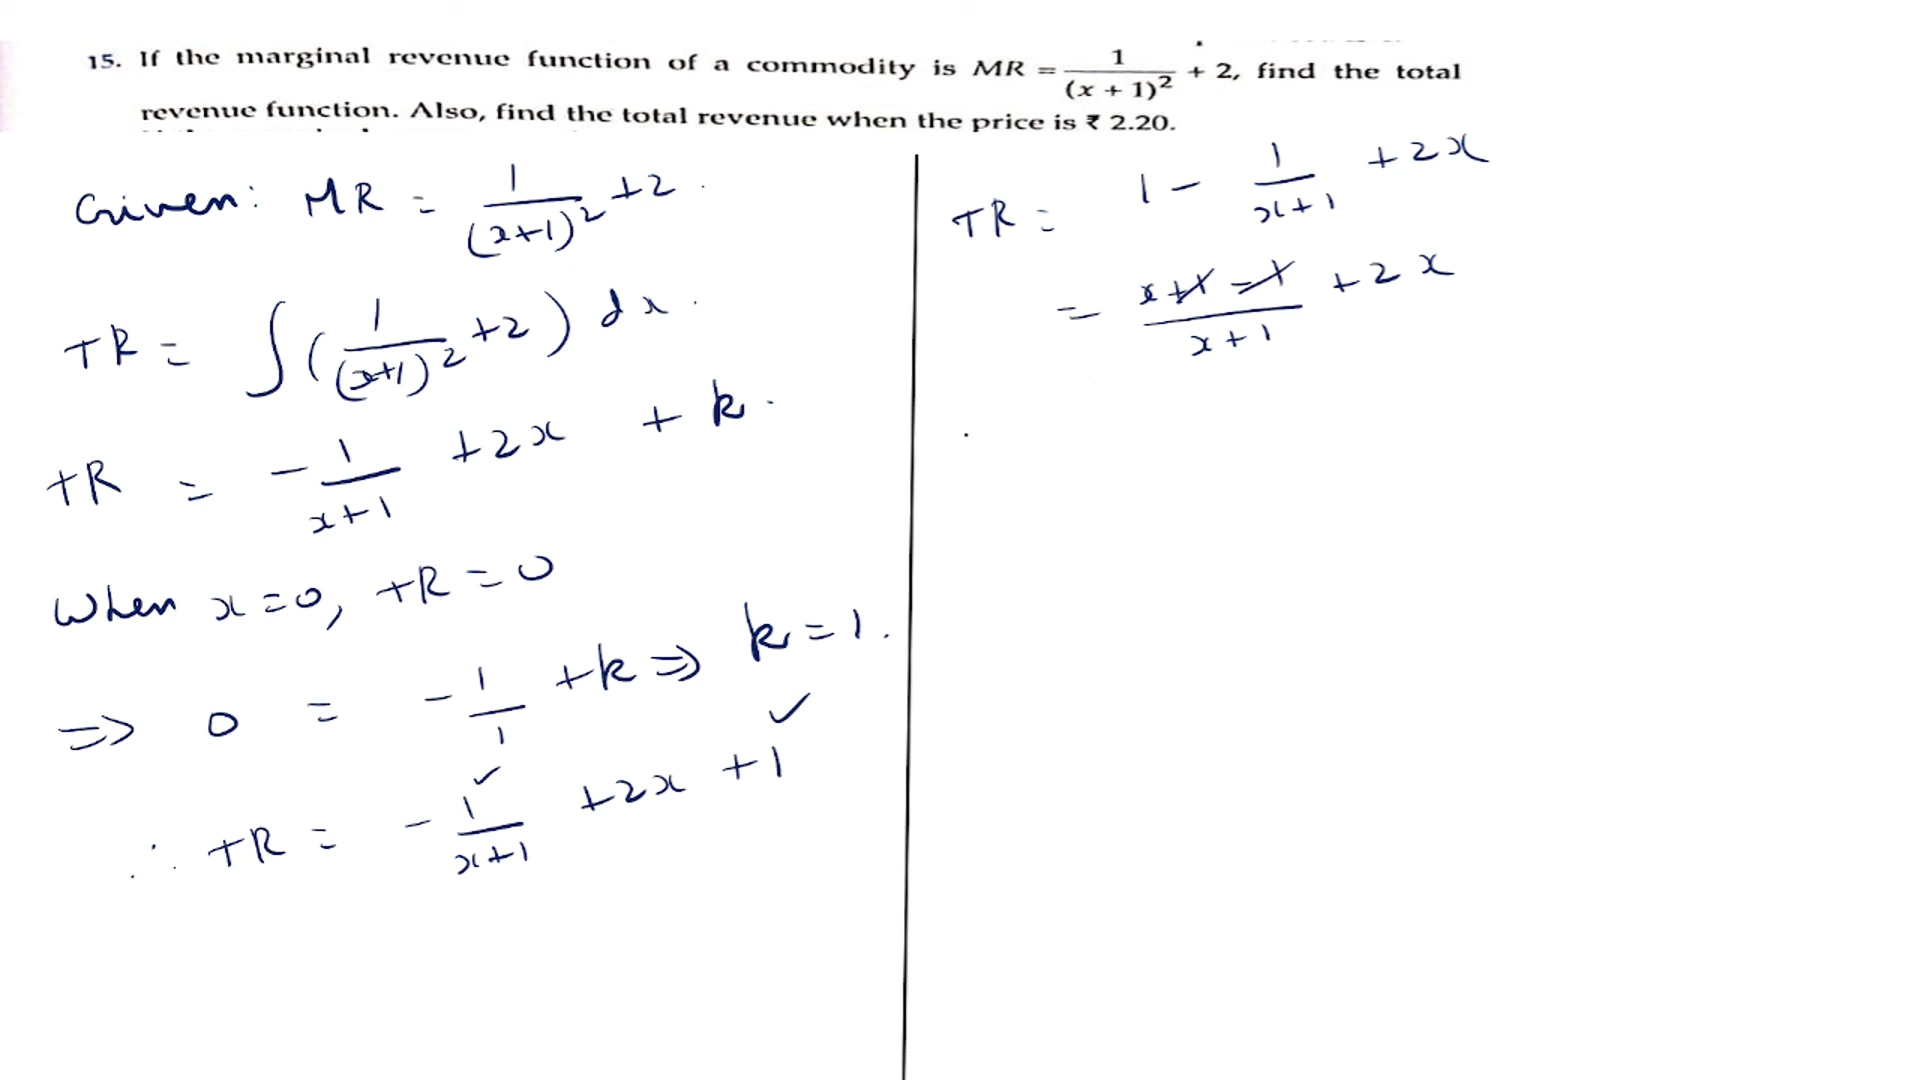 15. If the marginal revenue function of a commodity is MR = 1/(x + 1)² + 2, find the total
revenue function. Also, find the total revenue when the price is ₹ 2.20.
Given: MR = 1/(x+1)² + 2.
TR = ∫(1/(x+1)² + 2) dx.
TR = -1/(x+1) + 2x + k.
When x=0, TR = 0
⇒ 0 = -1/1 + k ⇒ k = 1.
∴ TR = -1/(x+1) + 2x + 1
TR = 1 - 1/(x+1) + 2x
= (x+1-1)/(x+1) + 2x